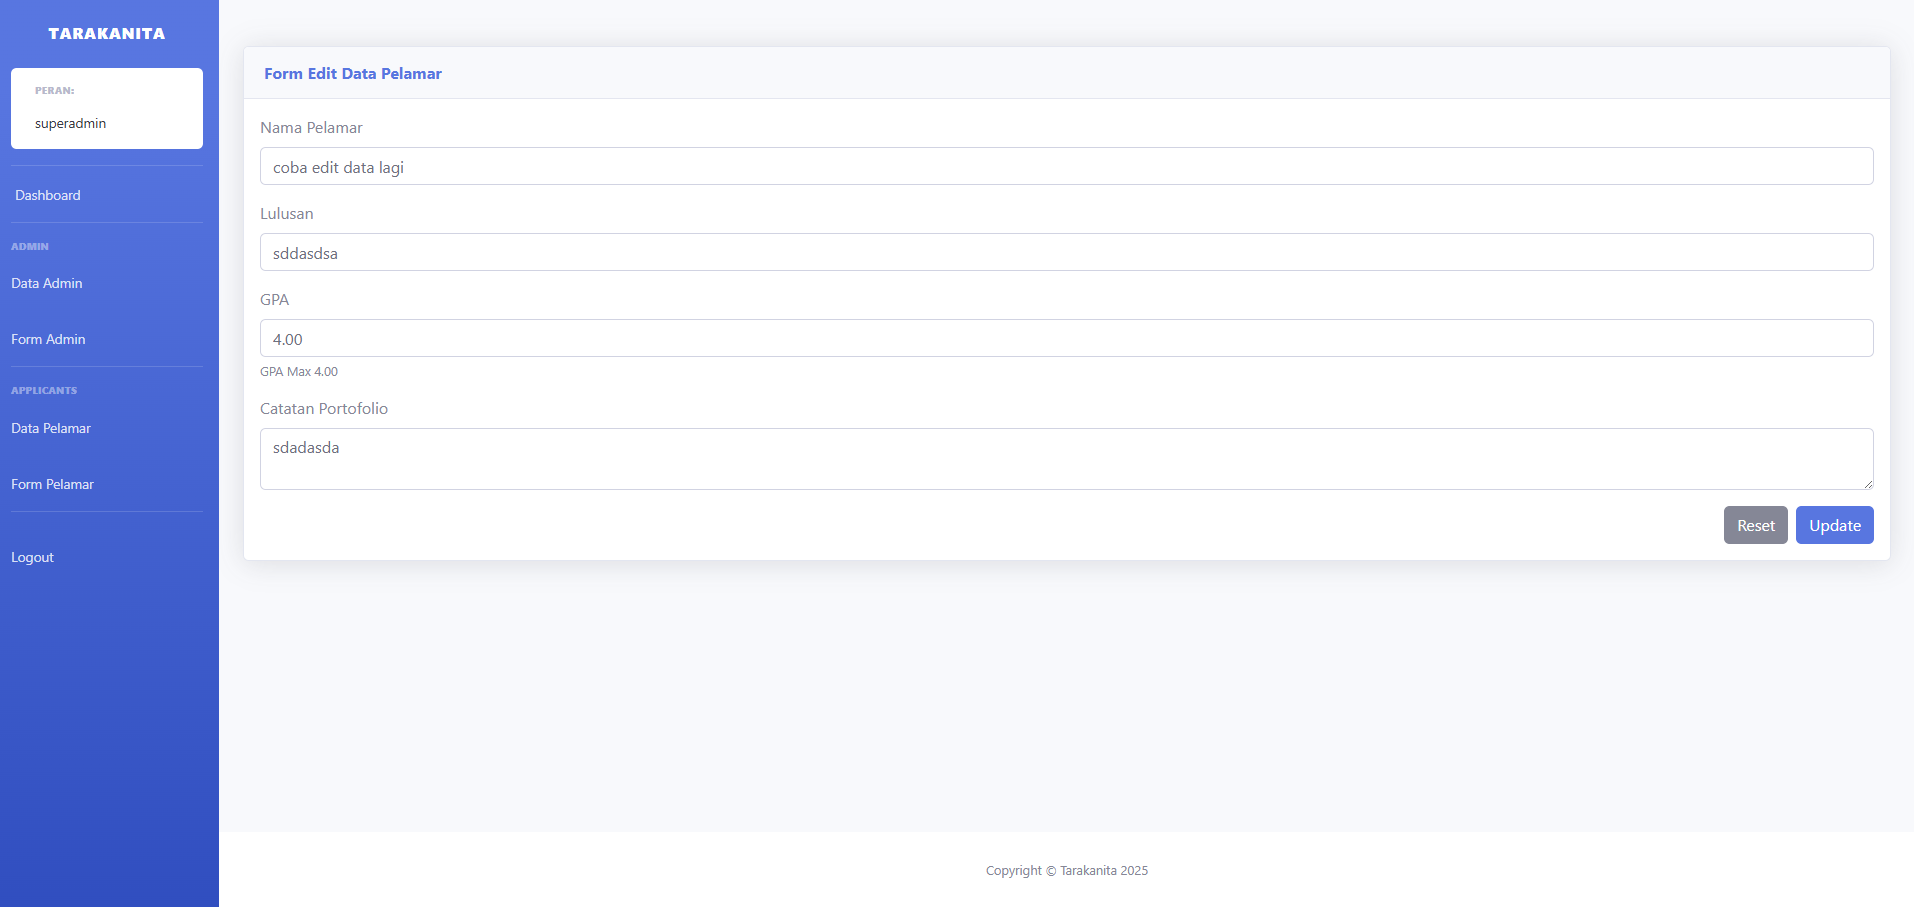 TARAKANITA
PERAN:
superadmin
Dashboard
ADMIN
Data Admin
Form Admin
APPLICANTS
Data Pelamar
Form Pelamar
Logout
Form Edit Data Pelamar
Nama Pelamar
coba edit data lagi
Lulusan
sddasdsa
GPA
4.00
GPA Max 4.00
Catatan Portofolio
sdadasda
Reset Update
Copyright © Tarakanita 2025